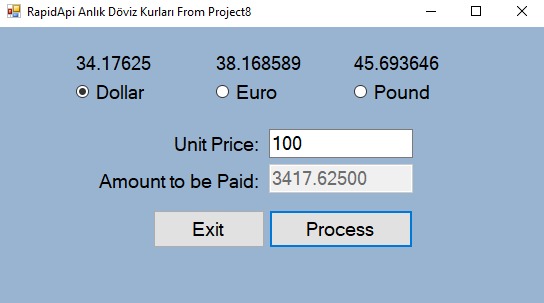 RapidApi Anlık Döviz Kurları From Project8
34.17625 38.168589 45.693646
Dollar Euro Pound
Unit Price: 100
Amount to be Paid: 3417.62500
Exit Process